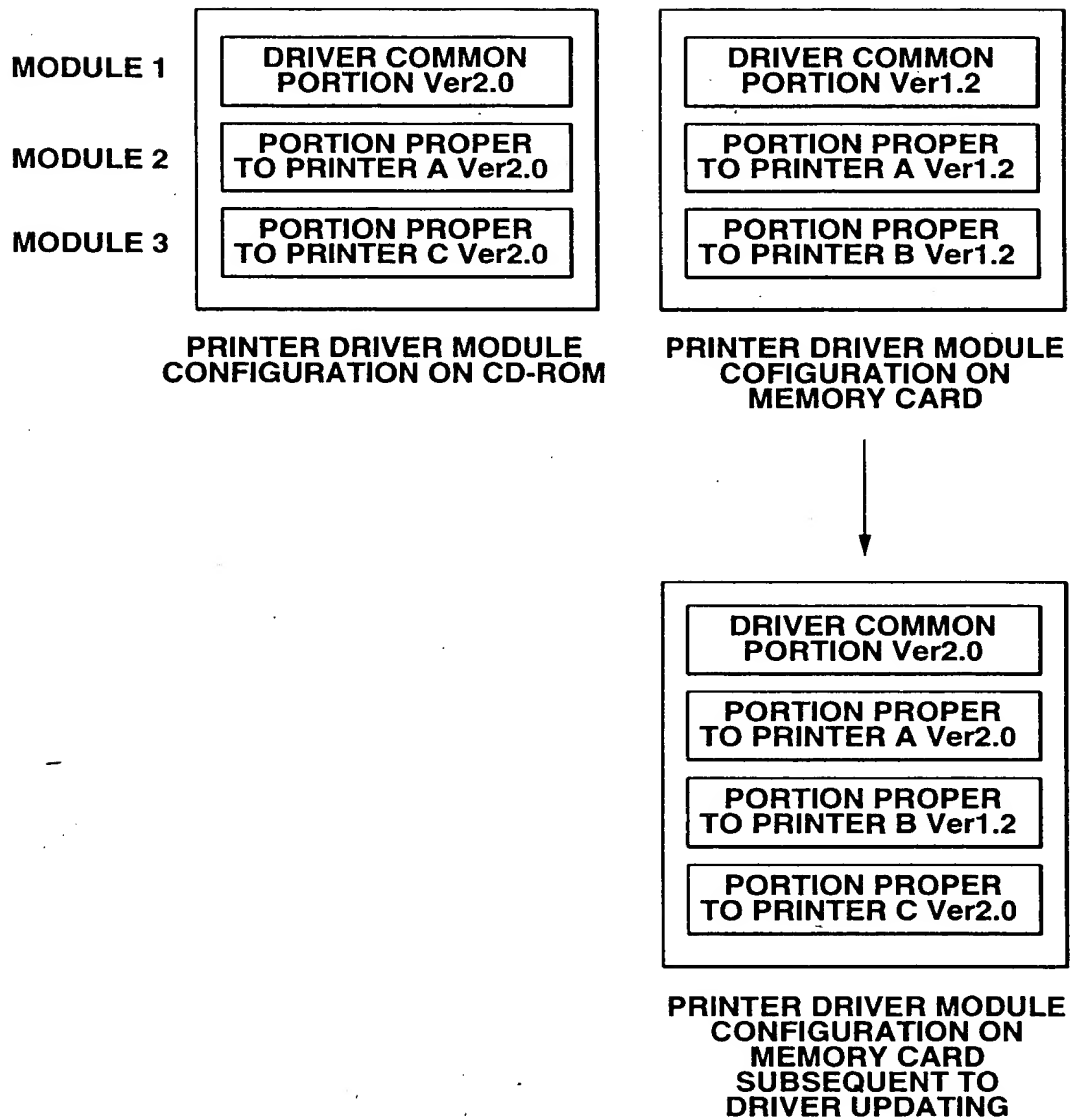 MODULE 1
DRIVER COMMON
PORTION Ver2.0
MODULE 2
PORTION PROPER
TO PRINTER A Ver2.0
MODULE 3
PORTION PROPER
TO PRINTER C Ver2.0
PRINTER DRIVER MODULE
CONFIGURATION ON CD-ROM
DRIVER COMMON
PORTION Ver1.2
PORTION PROPER
TO PRINTER A Ver1.2
PORTION PROPER
TO PRINTER B Ver1.2
PRINTER DRIVER MODULE
COFIGURATION ON
MEMORY CARD
DRIVER COMMON
PORTION Ver2.0
PORTION PROPER
TO PRINTER A Ver2.0
PORTION PROPER
TO PRINTER B Ver1.2
PORTION PROPER
TO PRINTER C Ver2.0
PRINTER DRIVER MODULE
CONFIGURATION ON
MEMORY CARD
SUBSEQUENT TO
DRIVER UPDATING